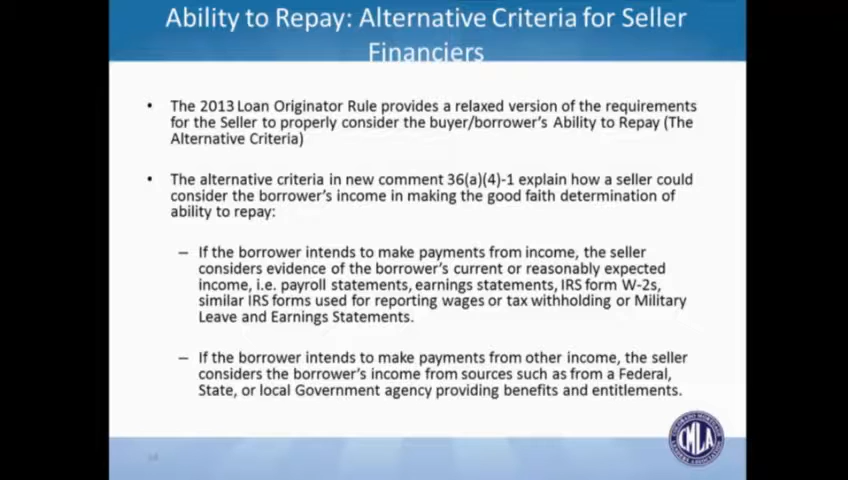 Ability to Repay: Alternative Criteria for Seller
Financiers
• The 2013 Loan Originator Rule provides a relaxed version of the requirements
for the Seller to properly consider the buyer/borrower's Ability to Repay (The
Alternative Criteria)
• The alternative criteria in new comment 36(a)(4)-1 explain how a seller could
consider the borrower's income in making the good faith determination of
ability to repay:
– If the borrower intends to make payments from income, the seller
considers evidence of the borrower's current or reasonably expected
income, i.e. payroll statements, earnings statements, IRS form W-2s,
similar IRS forms used for reporting wages or tax withholding or Military
Leave and Earnings Statements.
– If the borrower intends to make payments from other income, the seller
considers the borrower's income from sources such as from a Federal,
State, or local Government agency providing benefits and entitlements.
COLORADO MORTGAGE
CMLA
LENDERS ASSOCIATION